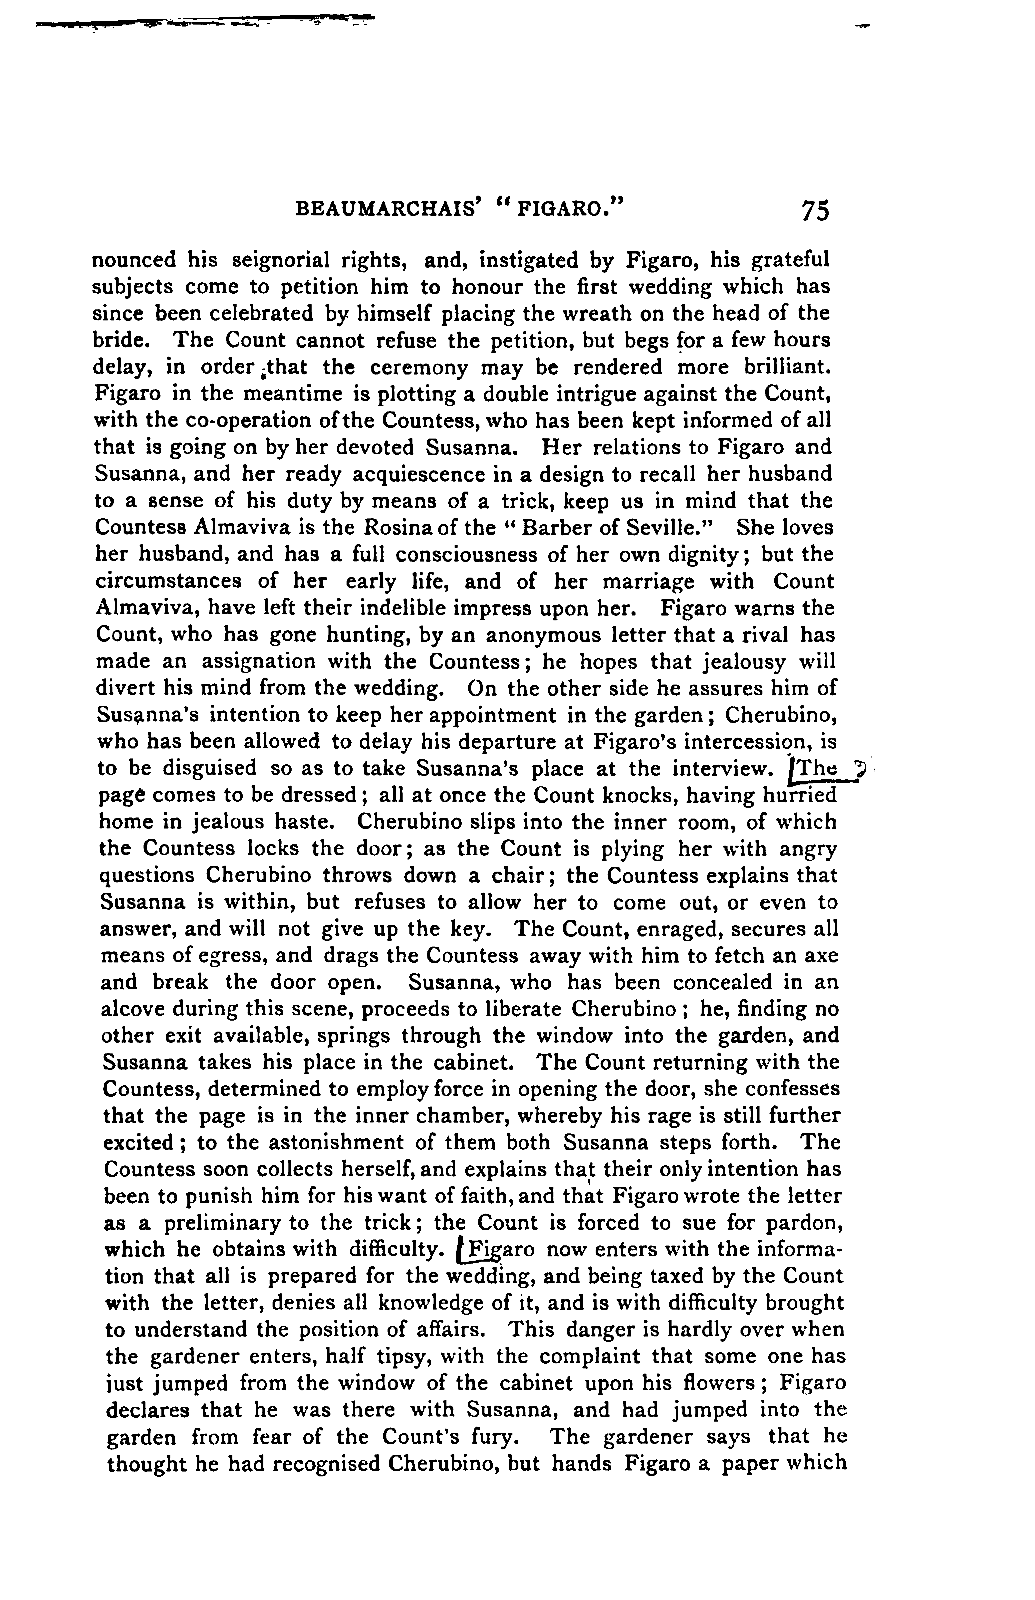 BEAUMARCHAIS' "FIGARO." 75
nounced his seignorial rights, and, instigated by Figaro, his grateful
subjects come to petition him to honour the first wedding which has
since been celebrated by himself placing the wreath on the head of the
bride. The Count cannot refuse the petition, but begs for a few hours
delay, in order that the ceremony may be rendered more brilliant.
Figaro in the meantime is plotting a double intrigue against the Count,
with the co-operation of the Countess, who has been kept informed of all
that is going on by her devoted Susanna. Her relations to Figaro and
Susanna, and her ready acquiescence in a design to recall her husband
to a sense of his duty by means of a trick, keep us in mind that the
Countess Almaviva is the Rosina of the "Barber of Seville." She loves
her husband, and has a full consciousness of her own dignity; but the
circumstances of her early life, and of her marriage with Count
Almaviva, have left their indelible impress upon her. Figaro warns the
Count, who has gone hunting, by an anonymous letter that a rival has
made an assignation with the Countess; he hopes that jealousy will
divert his mind from the wedding. On the other side he assures him of
Susanna's intention to keep her appointment in the garden; Cherubino,
who has been allowed to delay his departure at Figaro's intercession, is
to be disguised so as to take Susanna's place at the interview. [The
page comes to be dressed; all at once the Count knocks, having hurried
home in jealous haste. Cherubino slips into the inner room, of which
the Countess locks the door; as the Count is plying her with angry
questions Cherubino throws down a chair; the Countess explains that
Susanna is within, but refuses to allow her to come out, or even to
answer, and will not give up the key. The Count, enraged, secures all
means of egress, and drags the Countess away with him to fetch an axe
and break the door open. Susanna, who has been concealed in an
alcove during this scene, proceeds to liberate Cherubino; he, finding no
other exit available, springs through the window into the garden, and
Susanna takes his place in the cabinet. The Count returning with the
Countess, determined to employ force in opening the door, she confesses
that the page is in the inner chamber, whereby his rage is still further
excited; to the astonishment of them both Susanna steps forth. The
Countess soon collects herself, and explains that their only intention has
been to punish him for his want of faith, and that Figaro wrote the letter
as a preliminary to the trick; the Count is forced to sue for pardon,
which he obtains with difficulty. [Figaro now enters with the informa-
tion that all is prepared for the wedding, and being taxed by the Count
with the letter, denies all knowledge of it, and is with difficulty brought
to understand the position of affairs. This danger is hardly over when
the gardener enters, half tipsy, with the complaint that some one has
just jumped from the window of the cabinet upon his flowers; Figaro
declares that he was there with Susanna, and had jumped into the
garden from fear of the Count's fury. The gardener says that he
thought he had recognised Cherubino, but hands Figaro a paper which